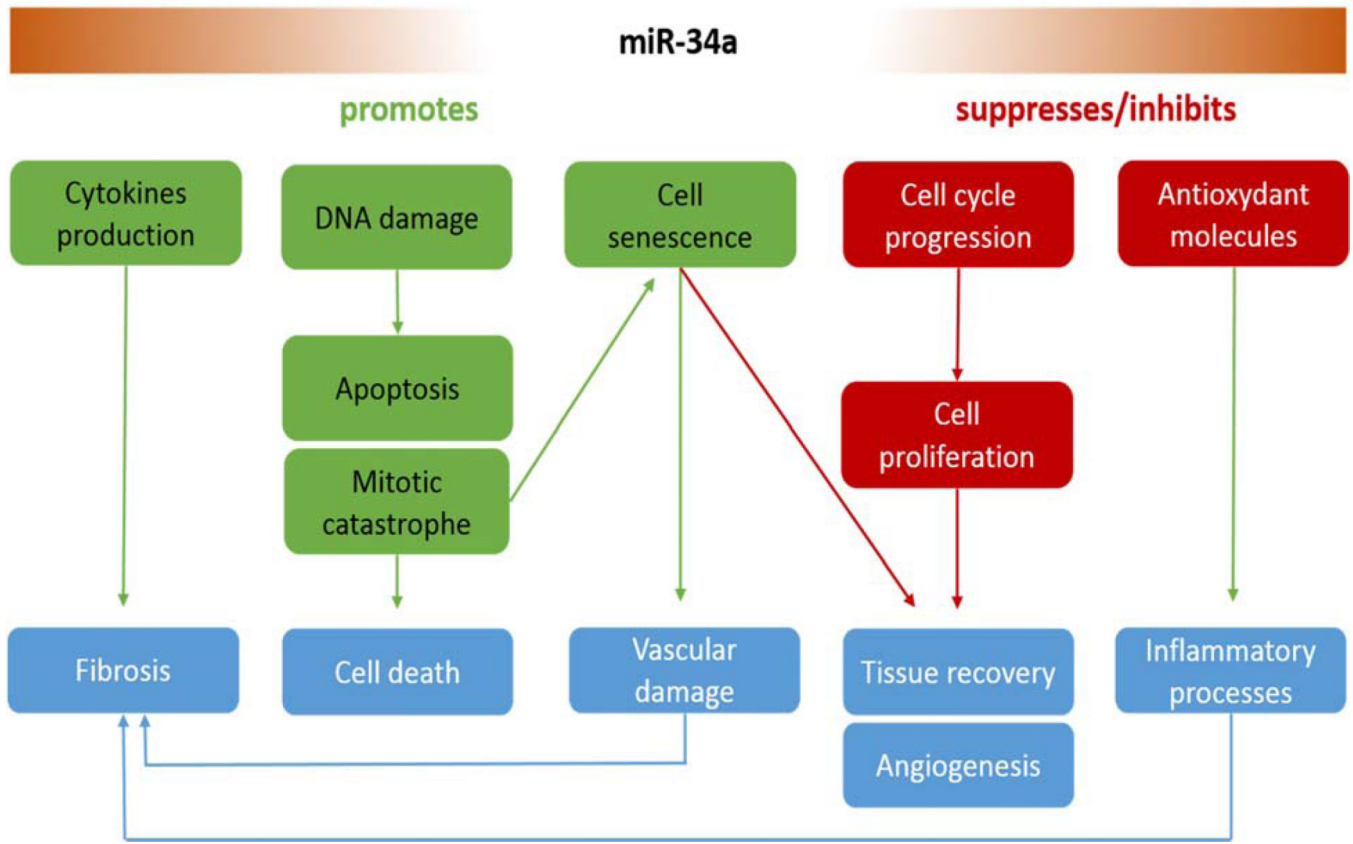 miR-34a
promotes
suppresses/inhibits
Cytokines
production
DNA damage
Cell
senescence
Cell cycle
progression
Antioxydant
molecules
Apoptosis
Cell
proliferation
Mitotic
catastrophe
Fibrosis
Cell death
Vascular
damage
Tissue recovery
Inflammatory
processes
Angiogenesis